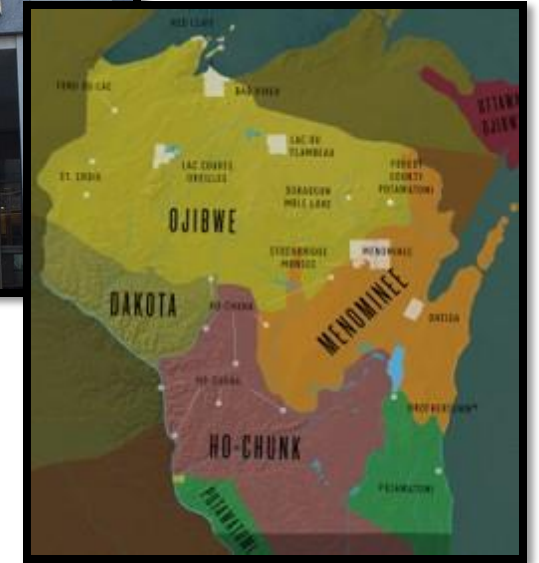 RED CLIFF
FOND DU LAC
BAD RIVER
OTTAWA
OJIBW
LAC DU
FLAMBEAU
ST. CROIX
LAC COURTE
OREILLES
FOREST
COUNTY
POTAWATOMI
SOKAOGON
MOLE LAKE
OJIBWE
STOCKBRIDGE
MUNSEE
MENOMINEE
DAKOTA
HO-CHUNK
MENOMINEE
ONEIDA
HO-CHUNK
BROTHERTOWN*
HO-CHUNK
POTAWATOMI
POTAWATOMI